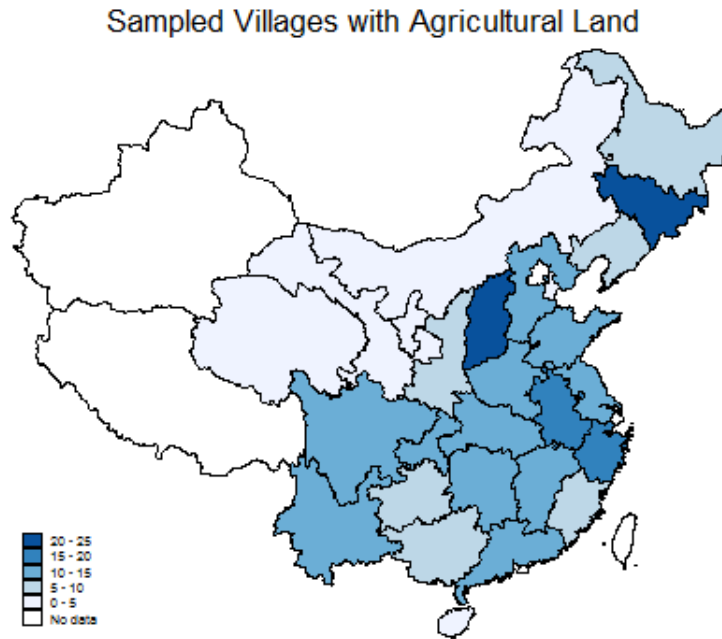 Sampled Villages with Agricultural Land
20 - 25
15 - 20
10 - 15
5 - 10
0 - 5
No data